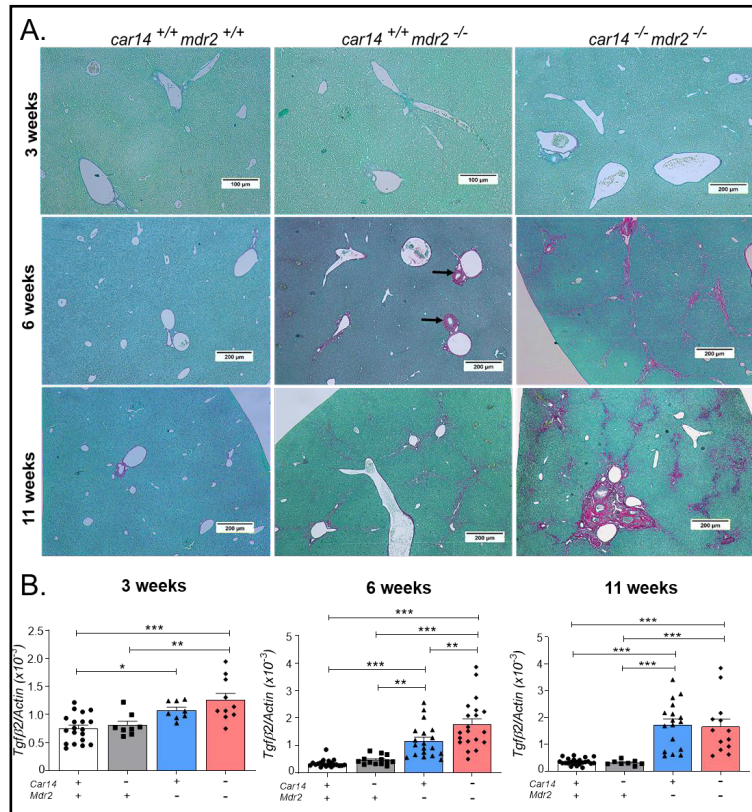 A.
car14 +/+ mdr2 +/+
car14 +/+ mdr2 -/-
car14 -/- mdr2 -/-
3 weeks
100 µm
100 µm
200 µm
6 weeks
200 µm
200 µm
200 µm
11 weeks
200 µm
200 µm
200 µm
B.
3 weeks
6 weeks
11 weeks
Tgfβ2/Actin (x10-3)
2.5
2.0
1.5
1.0
0.5
0.0
***
**
*
Car14 + - + -
Mdr2 + + - -
Tgfβ2/Actin (x10-3)
5
4
3
2
1
0
***
***
***
**
**
+ - + -
+ + - -
Tgfβ2/Actin (x10-3)
5
4
3
2
1
0
***
***
***
***
Car14 + - + -
Mdr2 + + - -